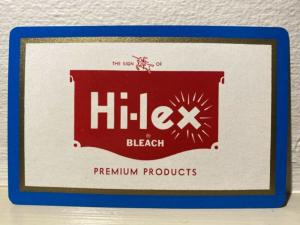 THE SIGN OF
Hi-lex
®
BLEACH
PREMIUM PRODUCTS